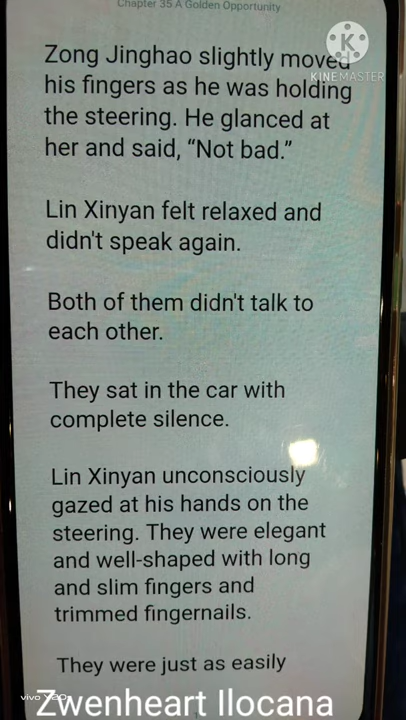 Chapter 35 A Golden Opportunity
Zong Jinghao slightly moved
his fingers as he was holding
the steering. He glanced at
her and said, “Not bad.”
Lin Xinyan felt relaxed and
didn't speak again.
Both of them didn't talk to
each other.
They sat in the car with
complete silence.
Lin Xinyan unconsciously
gazed at his hands on the
steering. They were elegant
and well-shaped with long
and slim fingers and
trimmed fingernails.
They were just as easily
K
KINEMASTER
vivo Y20
Zwenheart Ilocana